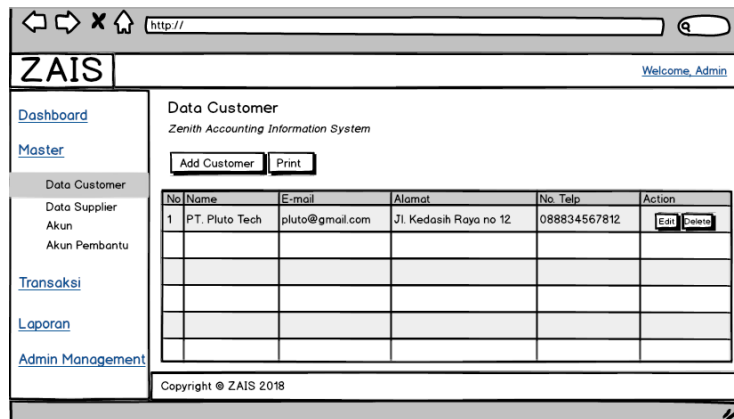 http://
ZAIS
Welcome, Admin
Dashboard
Master
Data Customer
Data Supplier
Akun
Akun Pembantu
Transaksi
Laporan
Admin Management
Data Customer
Zenith Accounting Information System
Add Customer Print
No Name E-mail Alamat No. Telp Action
1 PT. Pluto Tech pluto@gmail.com Jl. Kedasih Raya no 12 088834567812 Edit Delete
Copyright © ZAIS 2018